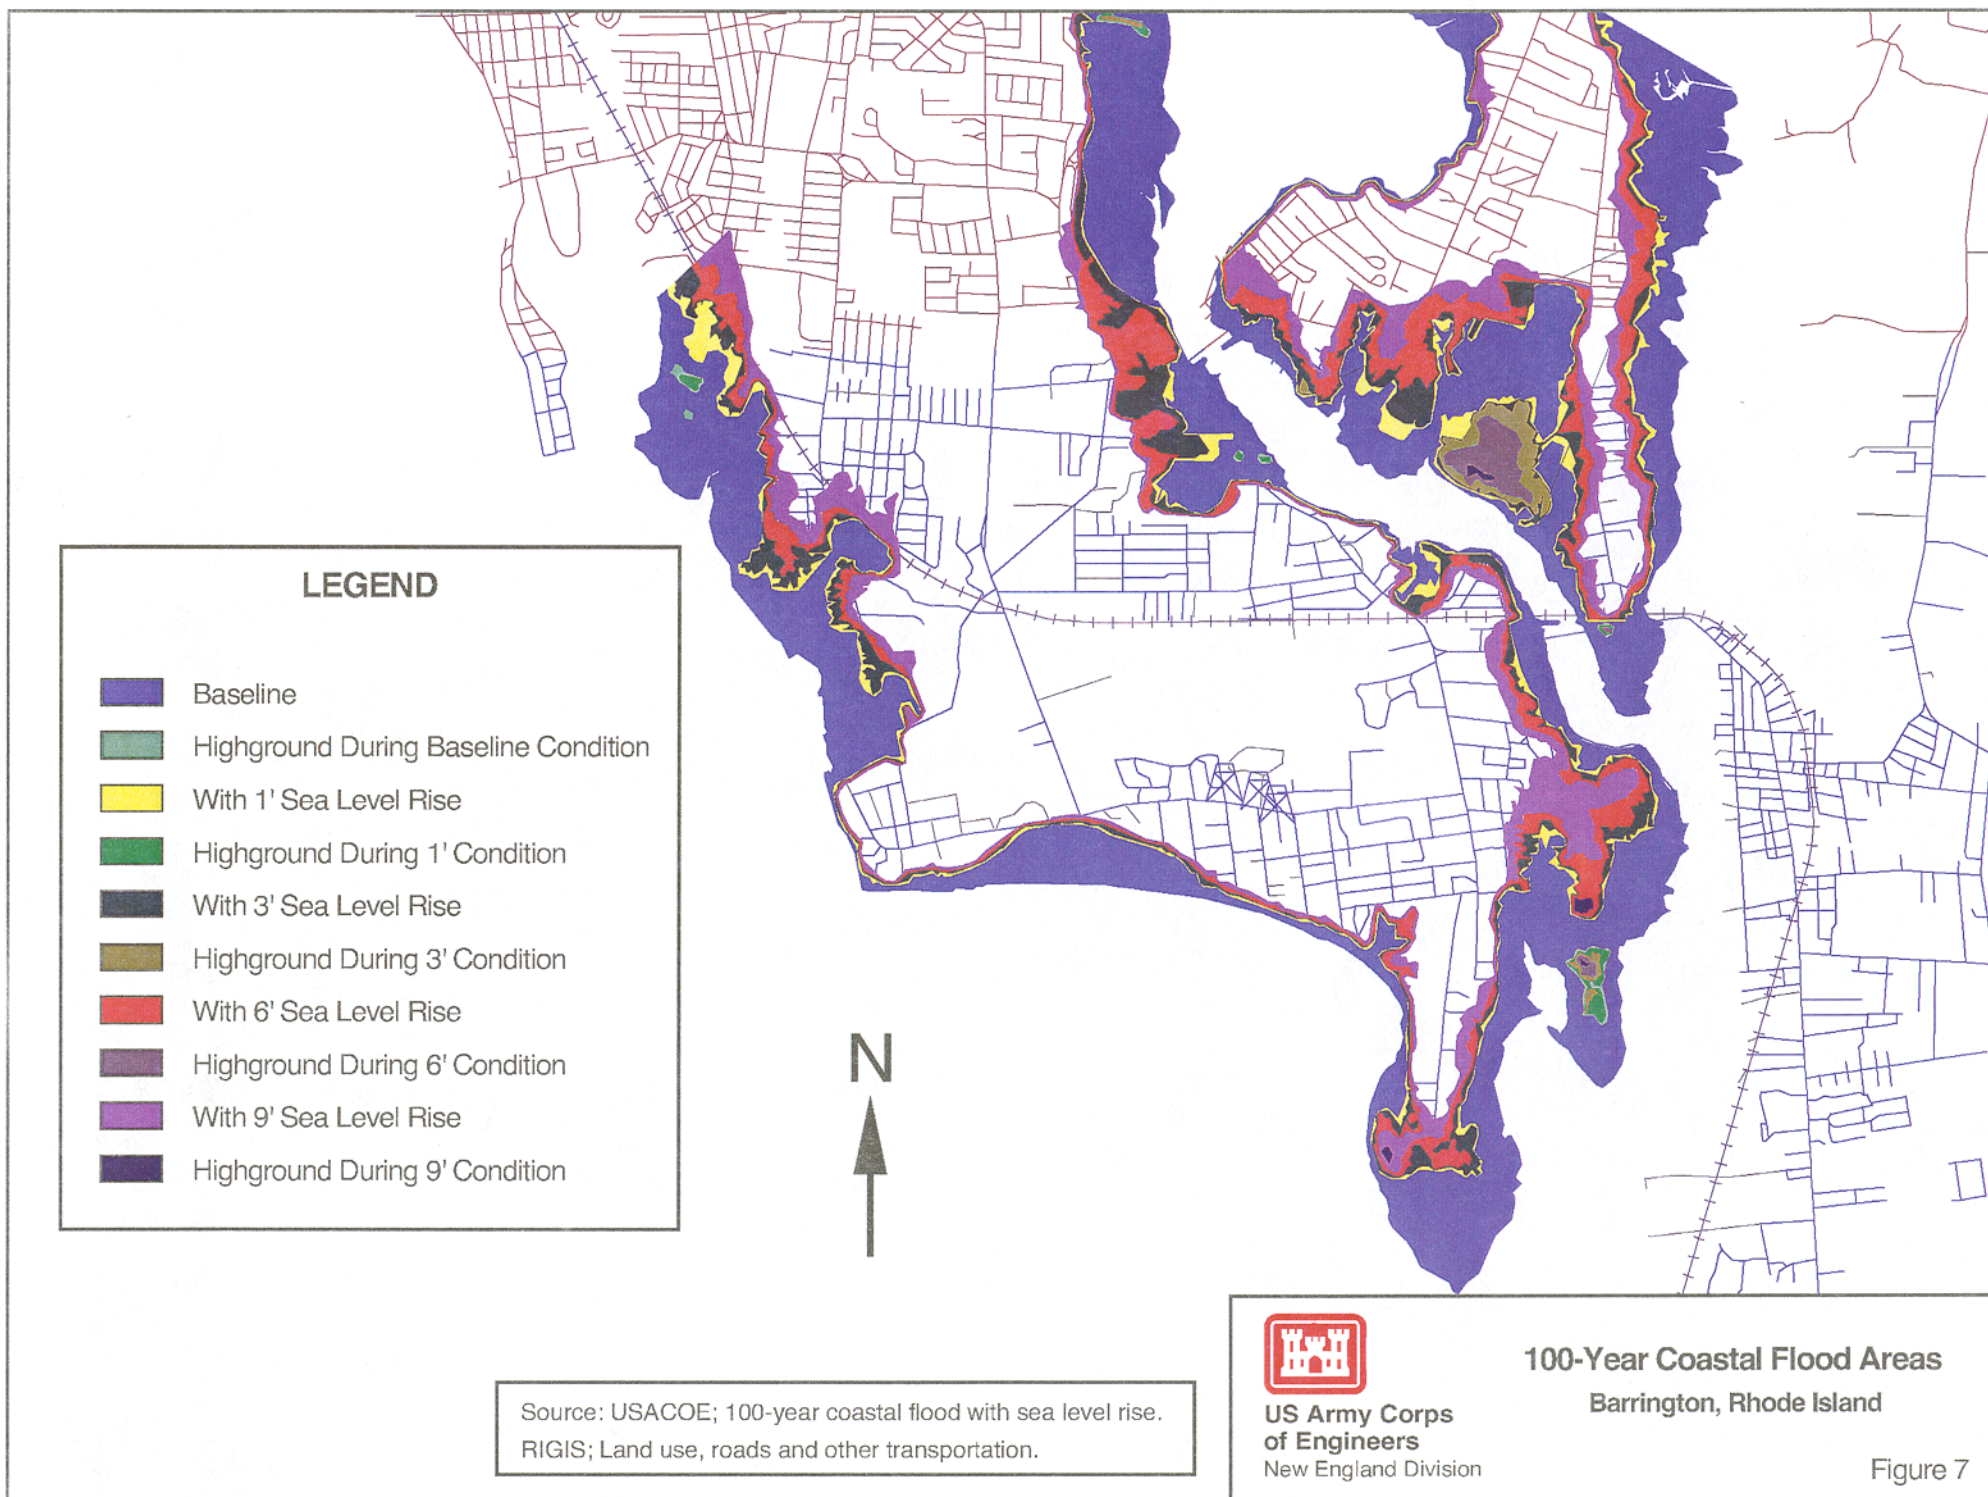 LEGEND
Baseline
Highground During Baseline Condition
With 1' Sea Level Rise
Highground During 1' Condition
With 3' Sea Level Rise
Highground During 3' Condition
With 6' Sea Level Rise
Highground During 6' Condition
With 9' Sea Level Rise
Highground During 9' Condition
N
Source: USACOE; 100-year coastal flood with sea level rise.
RIGIS; Land use, roads and other transportation.
US Army Corps
of Engineers
New England Division
100-Year Coastal Flood Areas
Barrington, Rhode Island
Figure 7